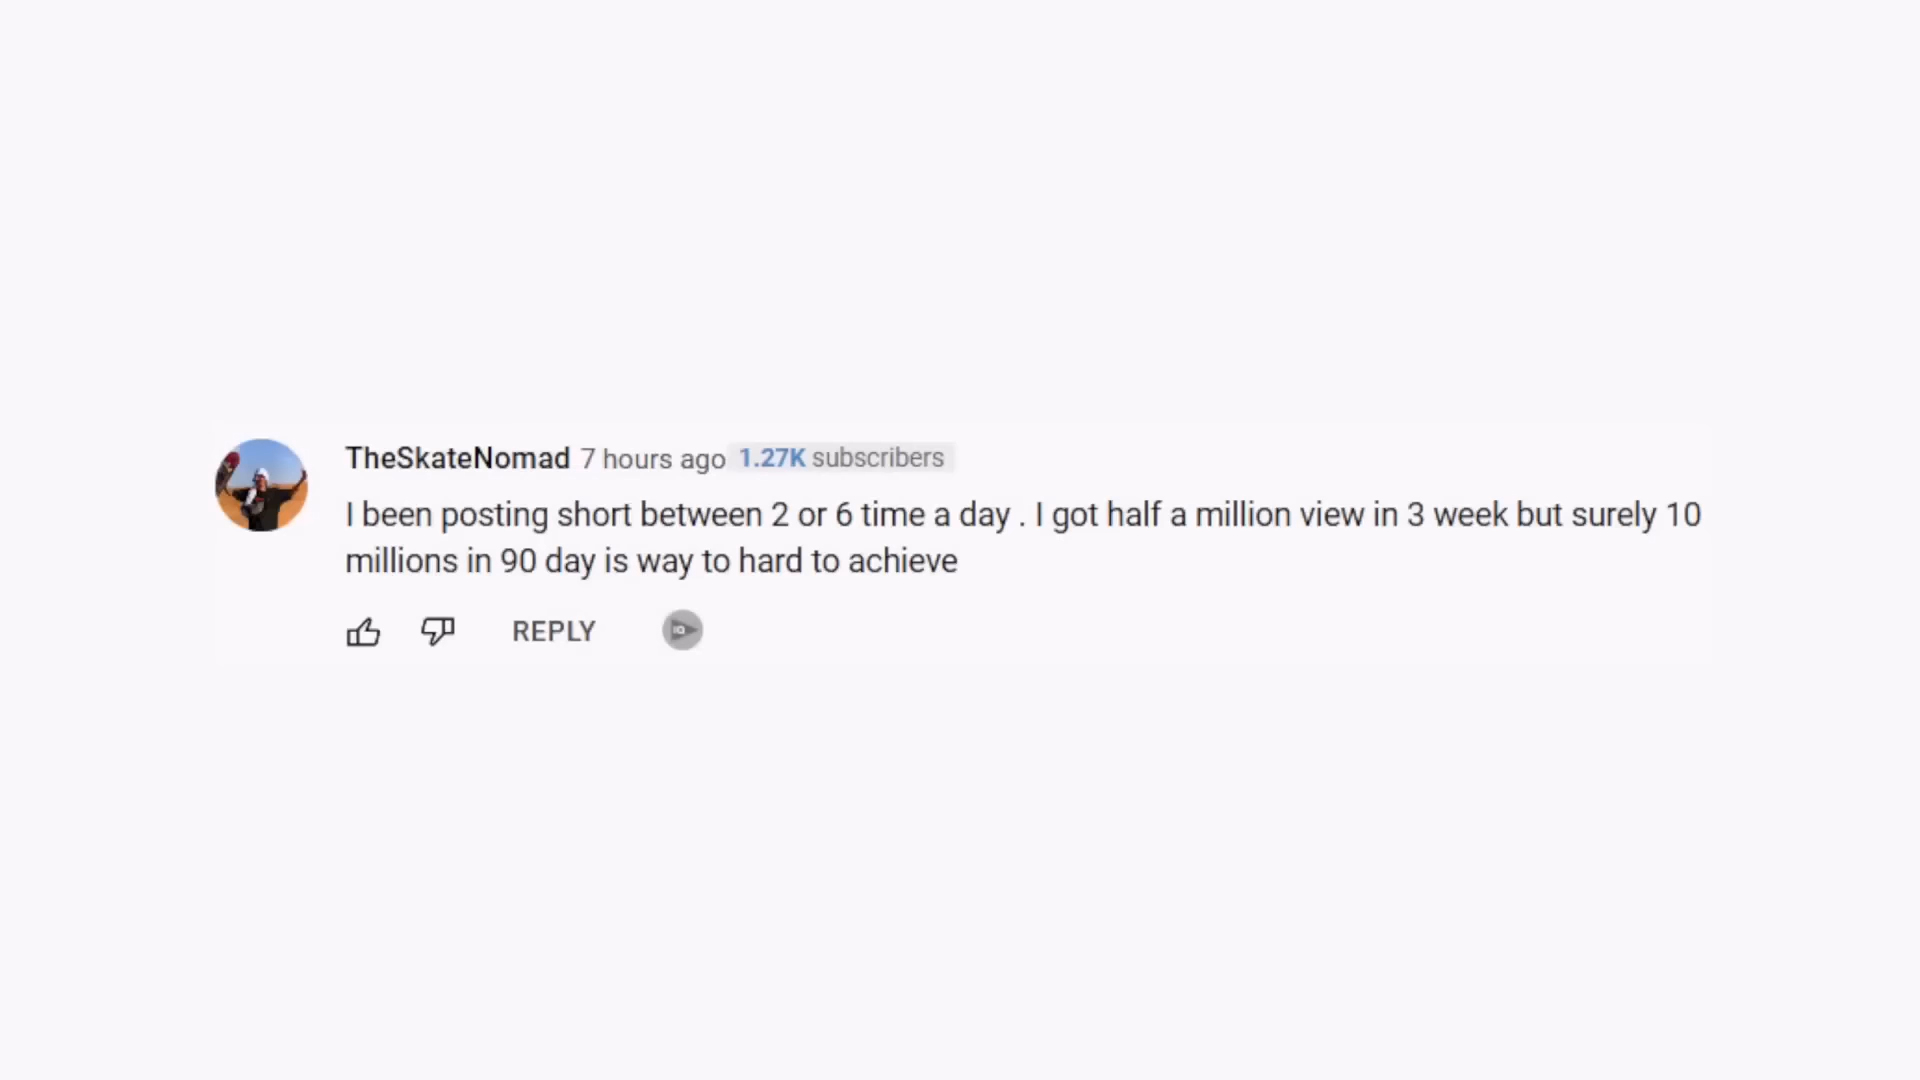 TheSkateNomad 7 hours ago 1.27K subscribers
I been posting short between 2 or 6 time a day . I got half a million view in 3 week but surely 10
millions in 90 day is way to hard to achieve
REPLY